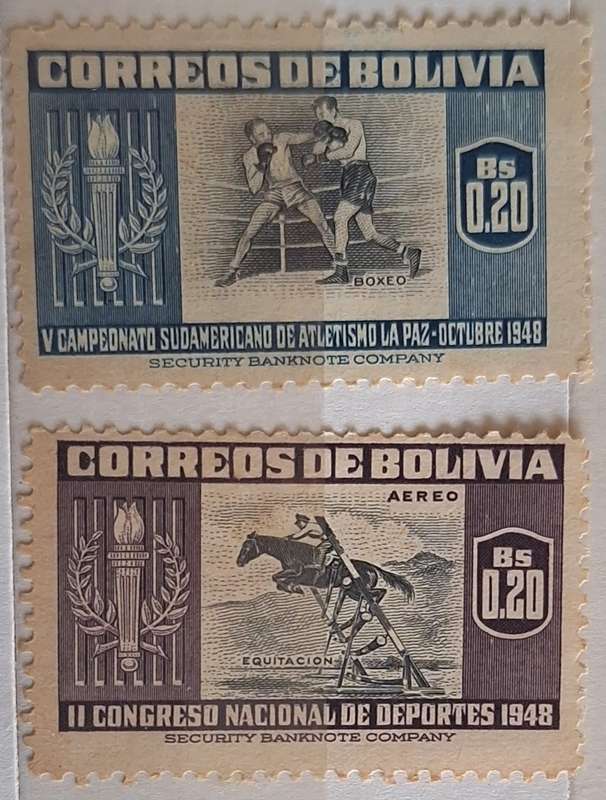 CORREOS DE BOLIVIA
Bs
0.20
BOXEO
V CAMPEONATO SUDAMERICANO DE ATLETISMO LA PAZ-OCTUBRE 1948
SECURITY BANKNOTE COMPANY
CORREOS DE BOLIVIA
AEREO
Bs
0.20
EQUITACION
II CONGRESO NACIONAL DE DEPORTES 1948
SECURITY BANKNOTE COMPANY